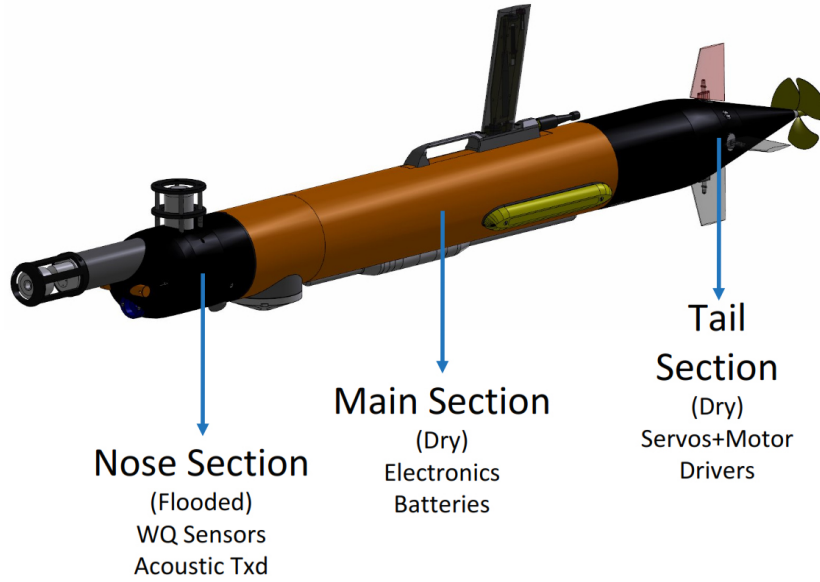 Nose Section
(Flooded)
WQ Sensors
Acoustic Txd
Main Section
(Dry)
Electronics
Batteries
Tail
Section
(Dry)
Servos+Motor
Drivers